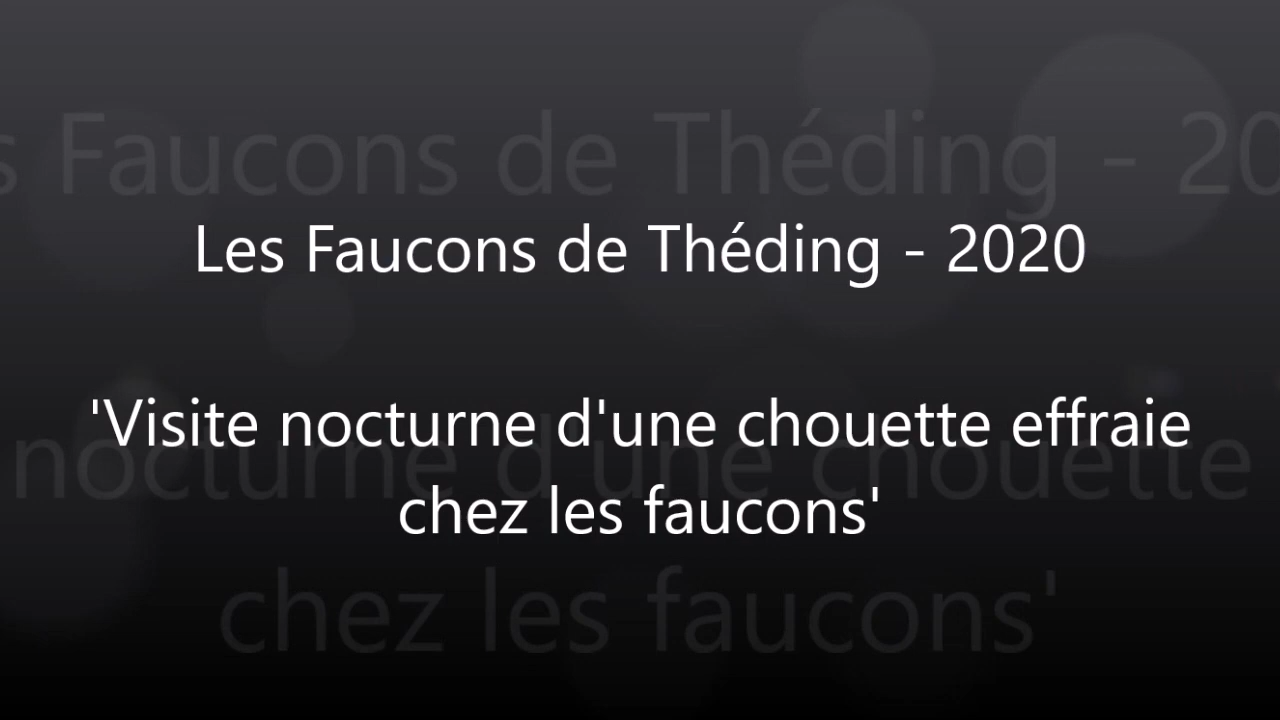 Les Faucons de Théding - 2020
'Visite nocturne d'une chouette effraie
chez les faucons'